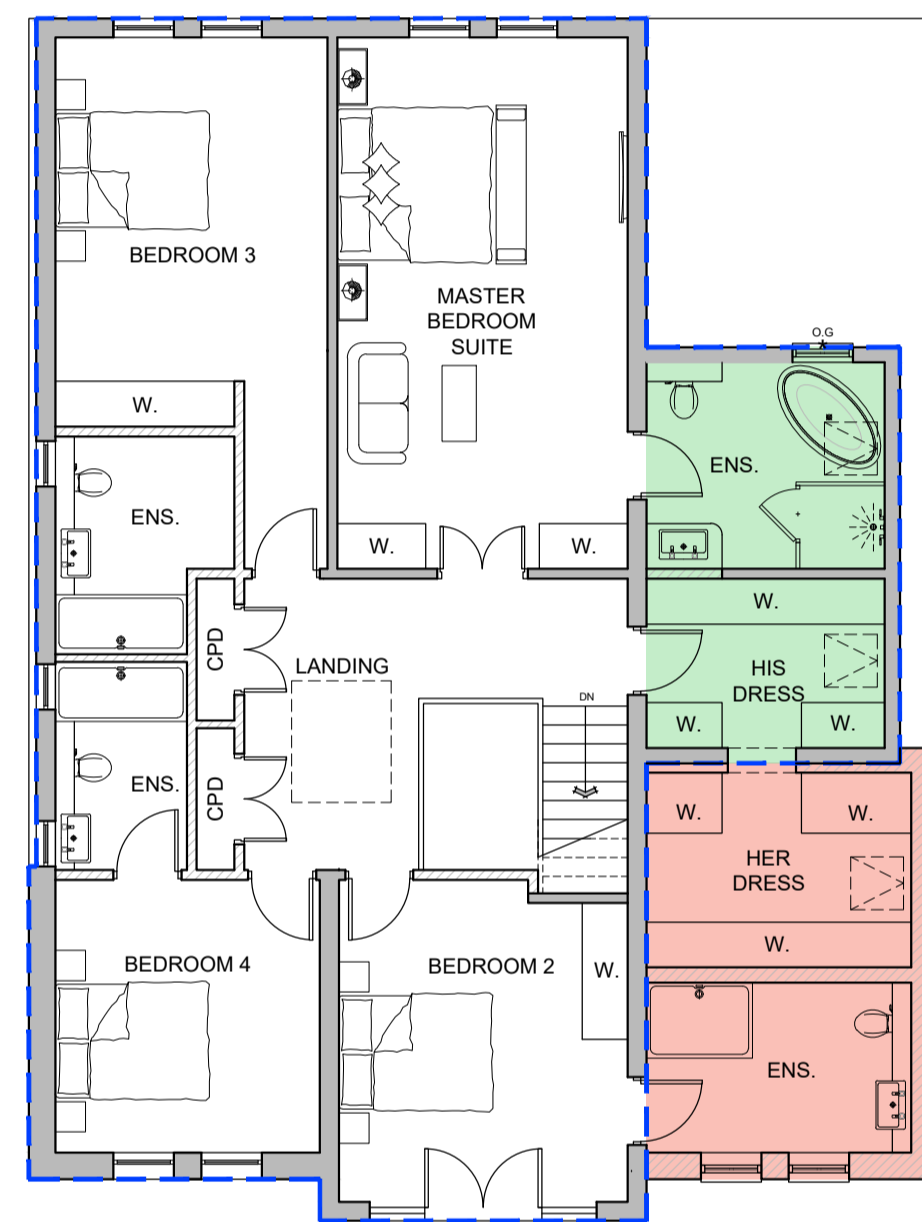 BEDROOM 3
MASTER
BEDROOM
SUITE
O.G
W.
ENS.
ENS.
W.
W.
W.
CPD
LANDING
HIS
DRESS
DN
W.
W.
ENS.
CPD
W.
W.
HER
DRESS
W.
BEDROOM 4
BEDROOM 2
W.
ENS.